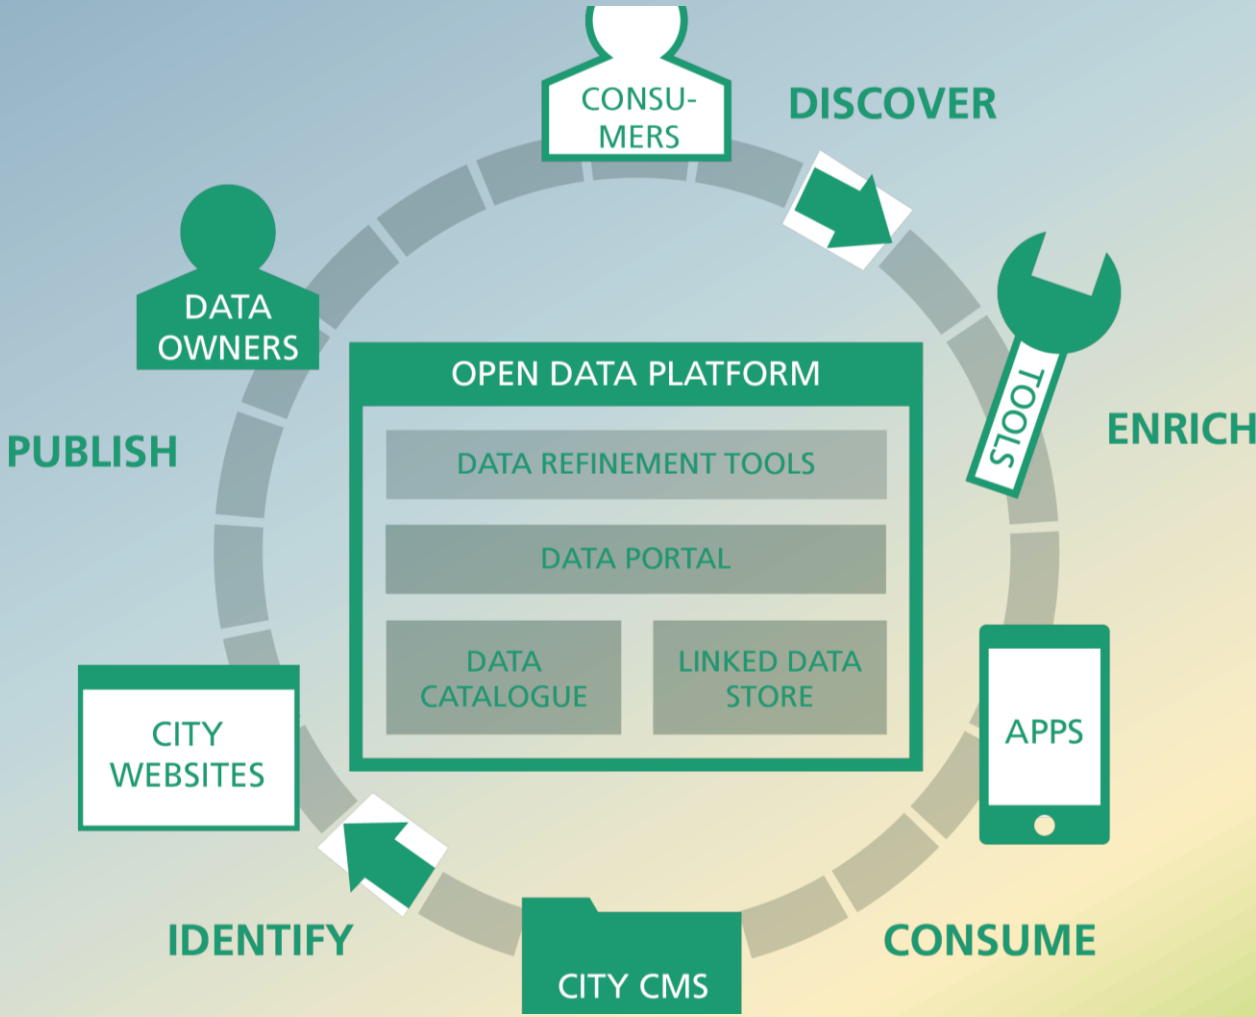 CONSU-
MERS
DISCOVER
DATA
OWNERS
TOOLS
OPEN DATA PLATFORM
ENRICH
PUBLISH
DATA REFINEMENT TOOLS
DATA PORTAL
DATA
CATALOGUE
LINKED DATA
STORE
CITY
WEBSITES
APPS
IDENTIFY
CONSUME
CITY CMS